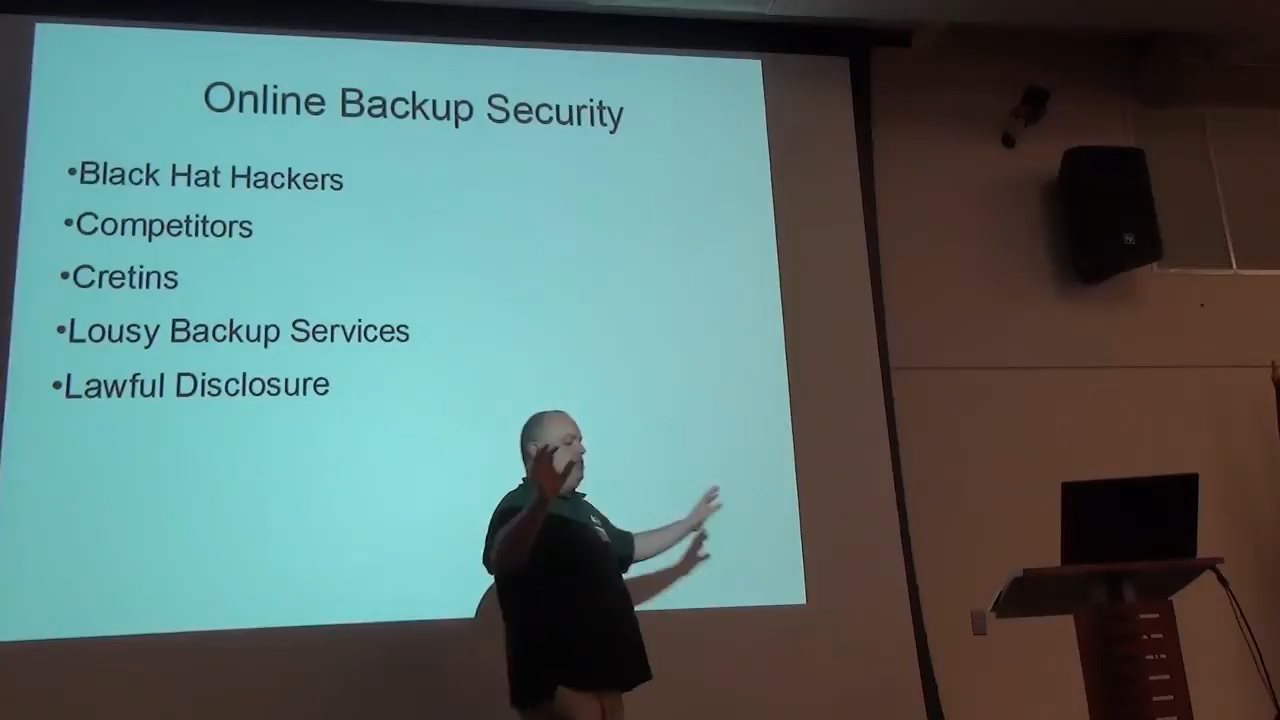 Online Backup Security
•Black Hat Hackers
•Competitors
•Cretins
•Lousy Backup Services
•Lawful Disclosure